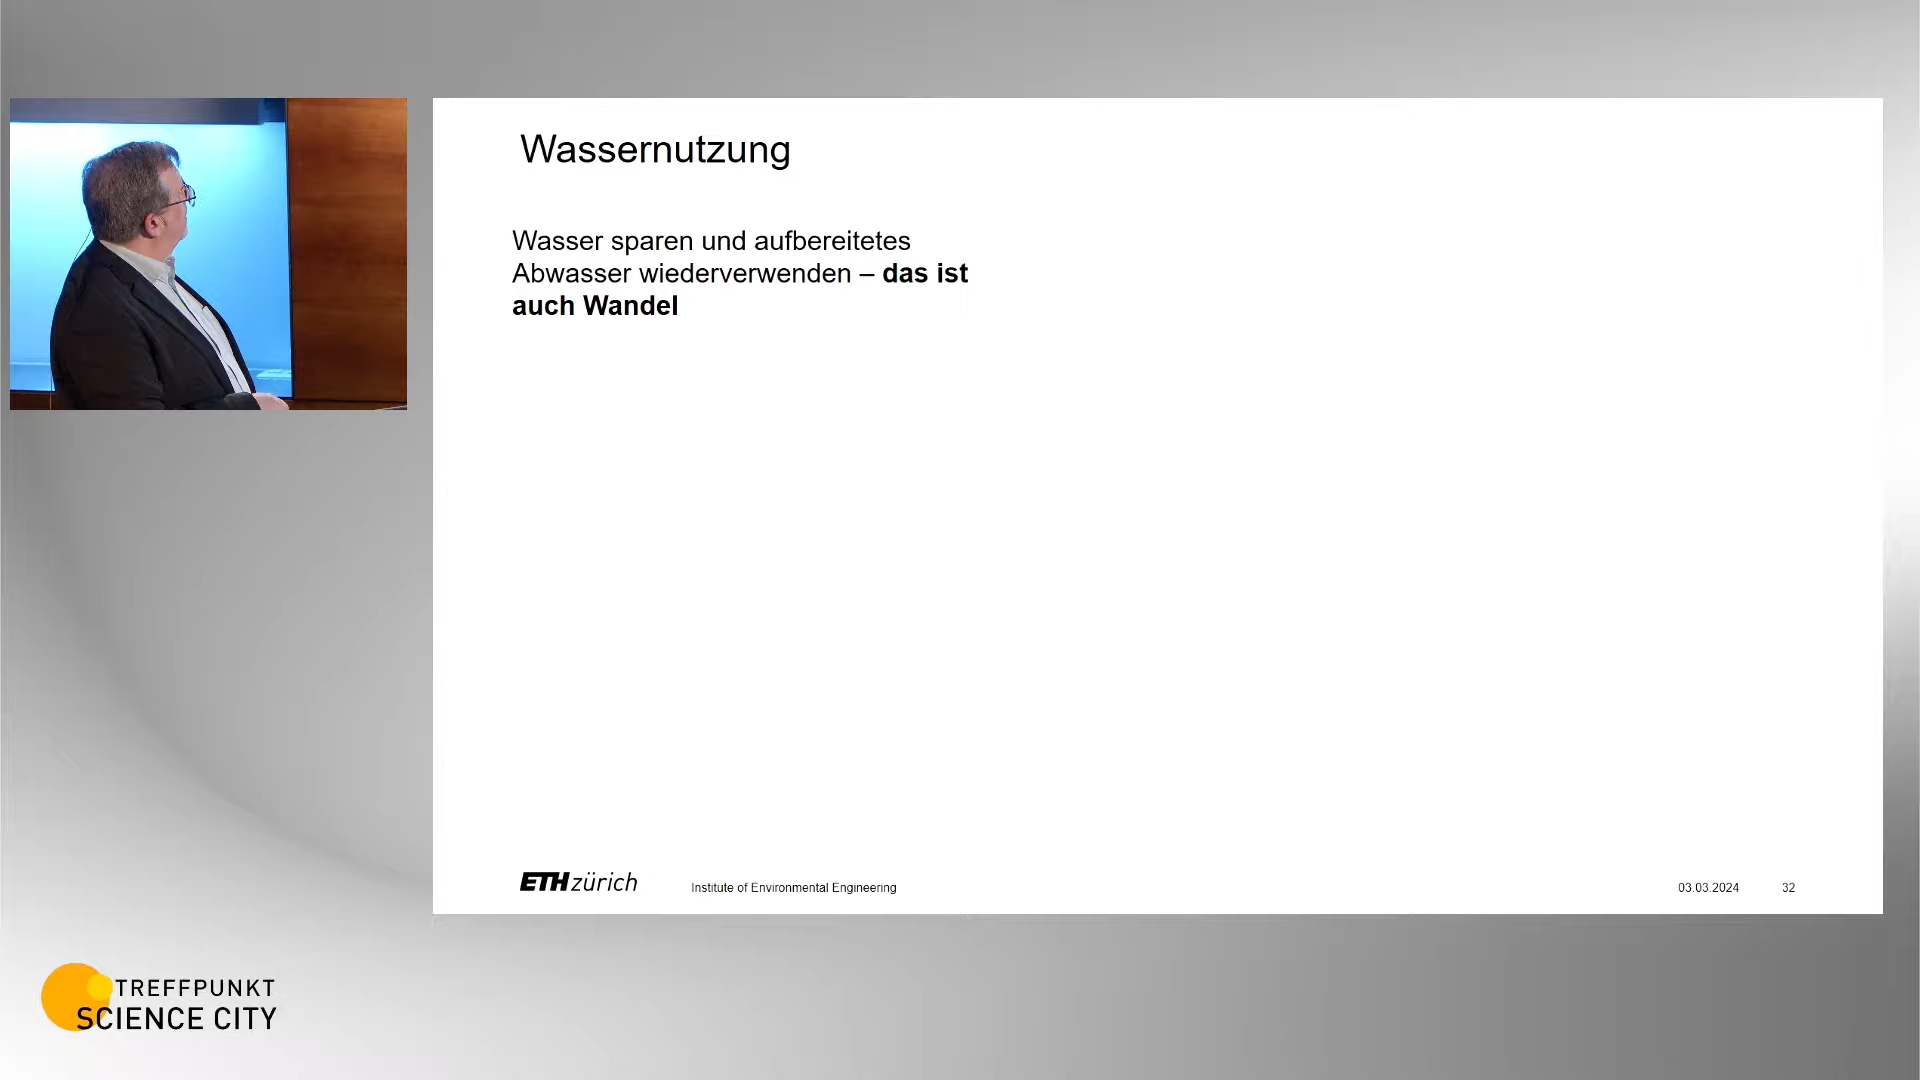 Wassernutzung
Wasser sparen und aufbereitetes
Abwasser wiederverwenden – das ist
auch Wandel
ETH zürich
Institute of Environmental Engineering
03.03.2024
32
TREFFPUNKT
SCIENCE CITY